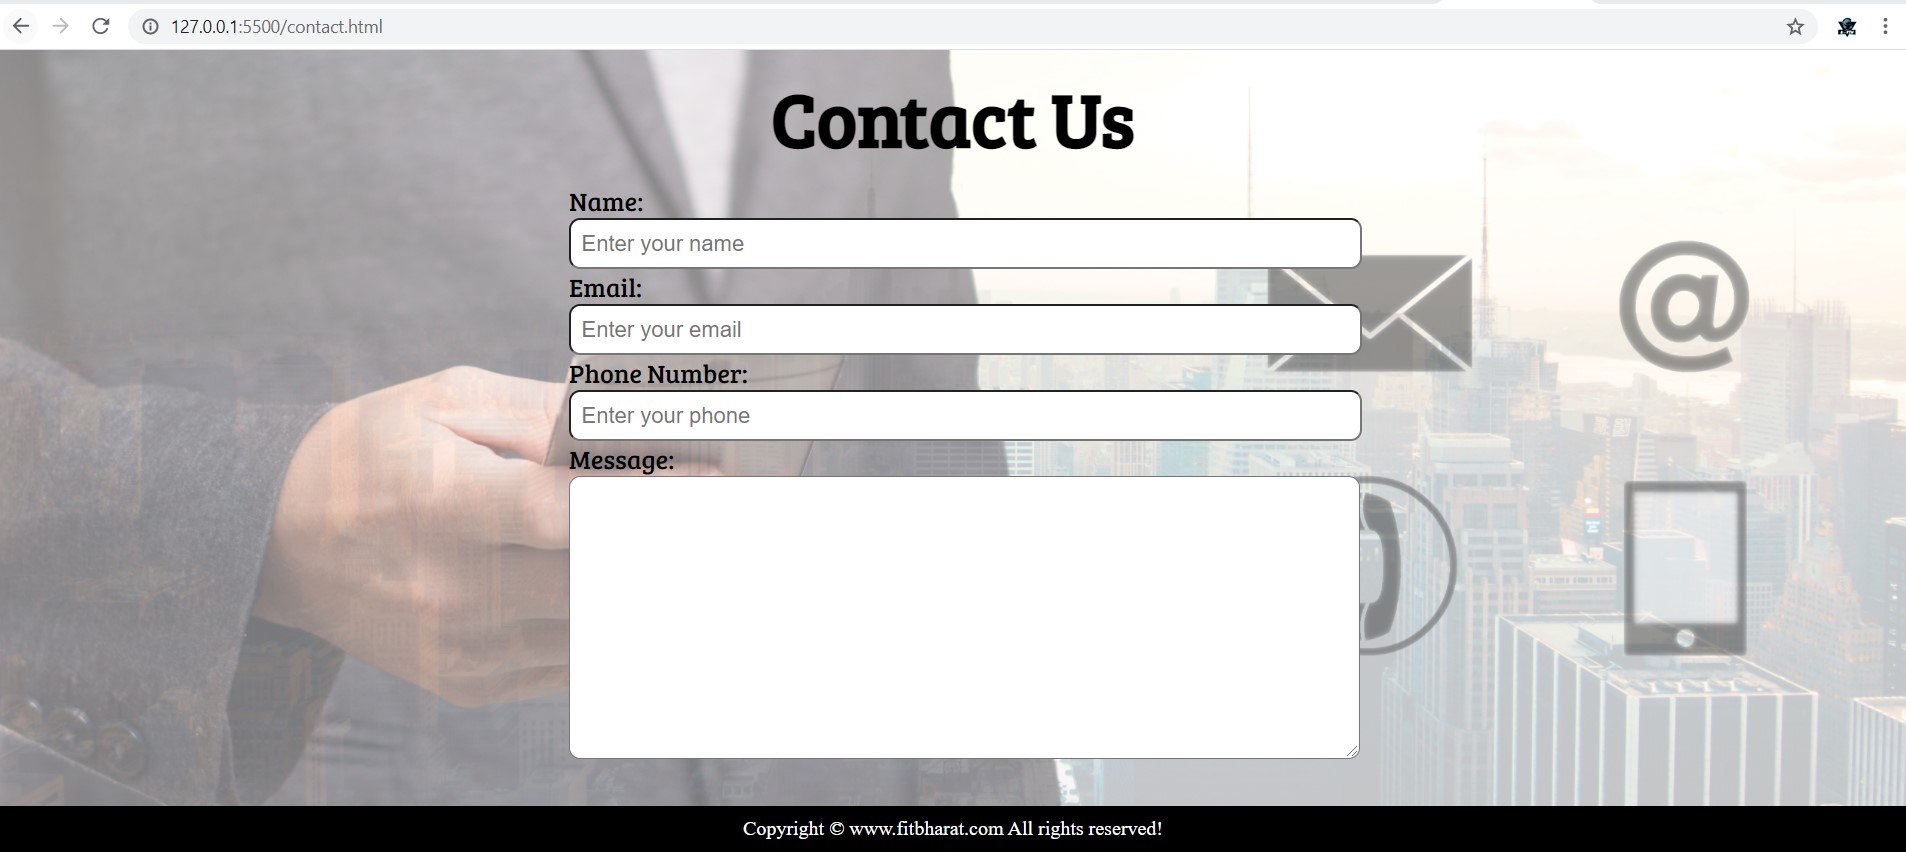 127.0.0.1:5500/contact.html
Contact Us
Name:
Enter your name
Email:
Enter your email
Phone Number:
Enter your phone
Message:
Copyright © www.fitbharat.com All rights reserved!